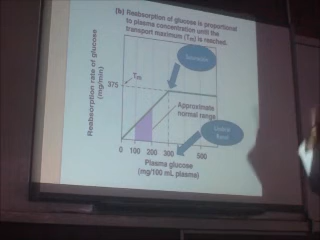 (b) Reabsorption of glucose is proportional
to plasma concentration until the
transport maximum (Tm) is reached.
Reabsorption rate of glucose
(mg/min)
Tm
Saturation
375
Approximate
normal range
0 100 200 300 500
Plasma glucose
(mg/100 mL plasma)